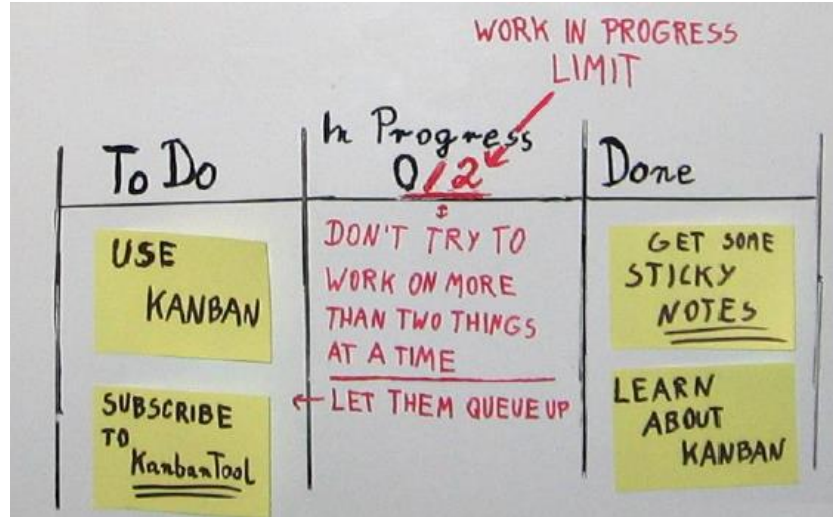 WORK IN PROGRESS
LIMIT
To Do
In Progress
0/2
Done
USE
KANBAN
SUBSCRIBE
TO
KanbanTool
DON'T TRY TO
WORK ON MORE
THAN TWO THINGS
AT A TIME
← LET THEM QUEUE UP
GET SOME
STICKY
NOTES
LEARN
ABOUT
KANBAN